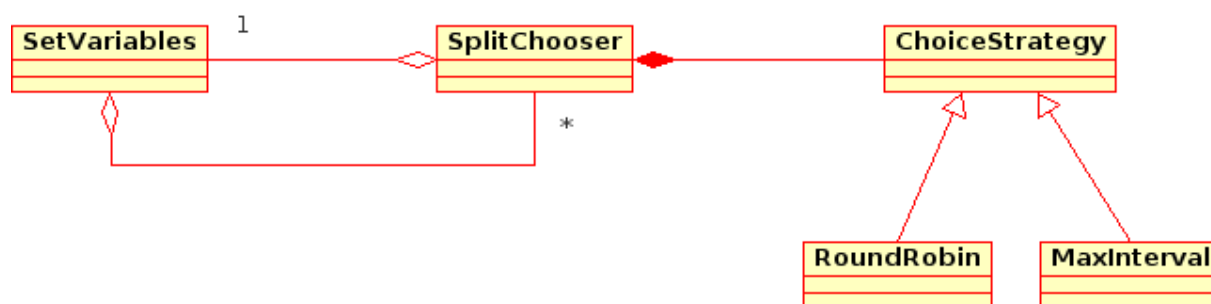 1
SetVariables
SplitChooser
ChoiceStrategy
*
RoundRobin
MaxInterval